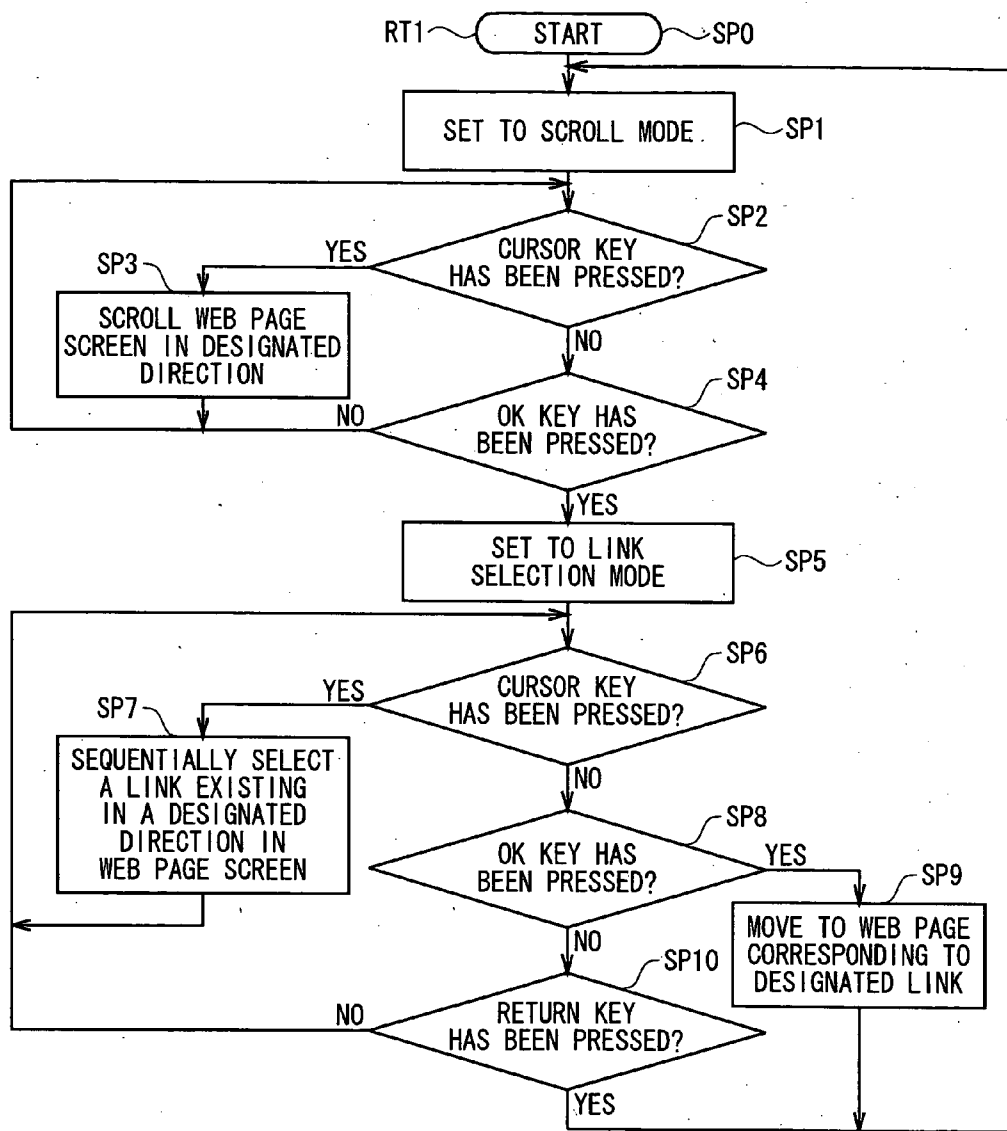 RT1
START
SP0
SET TO SCROLL MODE
SP1
SP2
CURSOR KEY
HAS BEEN PRESSED?
YES
SP3
SCROLL WEB PAGE
SCREEN IN DESIGNATED
DIRECTION
NO
SP4
OK KEY HAS
BEEN PRESSED?
NO
YES
SET TO LINK
SELECTION MODE
SP5
SP6
CURSOR KEY
HAS BEEN PRESSED?
YES
SP7
SEQUENTIALLY SELECT
A LINK EXISTING
IN A DESIGNATED
DIRECTION IN
WEB PAGE SCREEN
NO
SP8
OK KEY HAS
BEEN PRESSED?
YES
SP9
MOVE TO WEB PAGE
CORRESPONDING TO
DESIGNATED LINK
NO
SP10
RETURN KEY
HAS BEEN PRESSED?
NO
YES